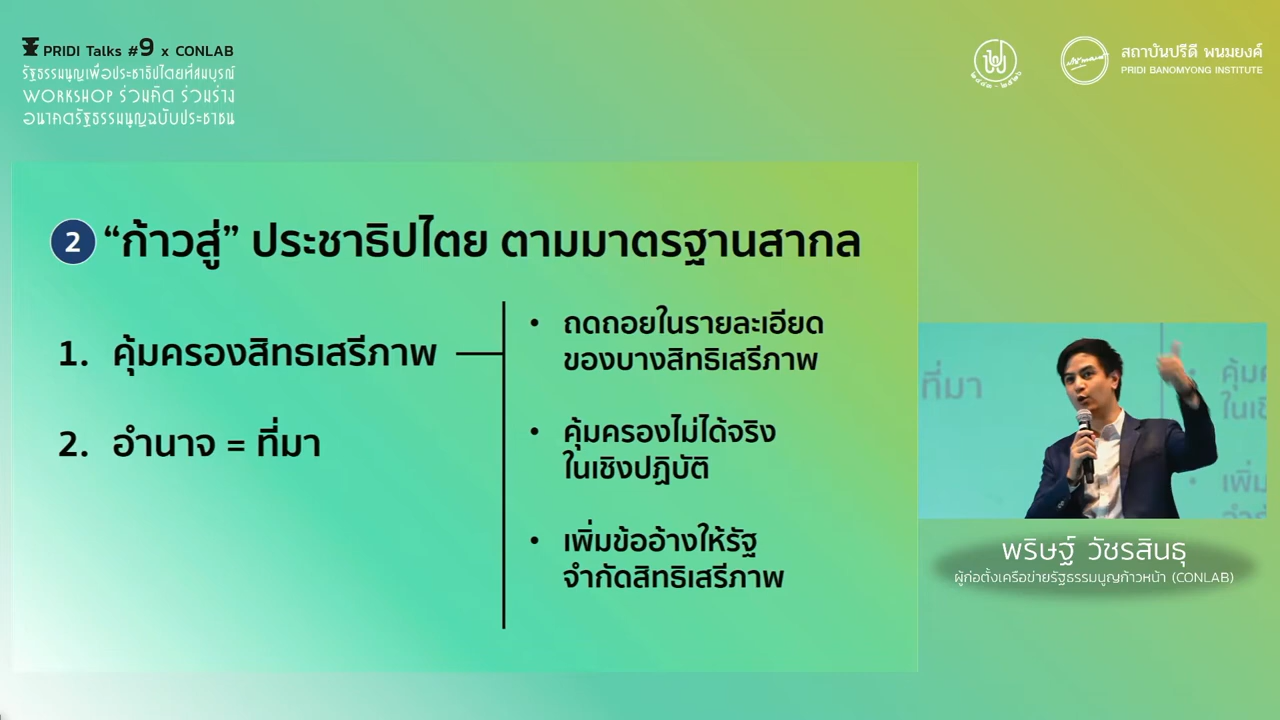 PRIDI Talks #9 x CONLAB
รัฐธรรมนูญเพื่อประชาธิปไตยที่สมบูรณ์
WORKSHOP ร่วมคิด ร่วมร่าง
อนาคตรัฐธรรมนูญฉบับประชาชน
๒๔๔๓ - ๒๕๒๖
สถาบันปรีดี พนมยงค์
PRIDI BANOMYONG INSTITUTE
2 “ก้าวสู่” ประชาธิปไตย ตามมาตรฐานสากล
1. คุ้มครองสิทธเสรีภาพ
2. อำนาจ = ที่มา
• ถดถอยในรายละเอียด
ของบางสิทธิเสรีภาพ
• คุ้มครองไม่ได้จริง
ในเชิงปฏิบัติ
• เพิ่มข้ออ้างให้รัฐ
จำกัดสิทธิเสรีภาพ
ที่มา
พริษฐ์ วัชรสินธุ
ผู้ก่อตั้งเครือข่ายรัฐธรรมนูญก้าวหน้า (CONLAB)